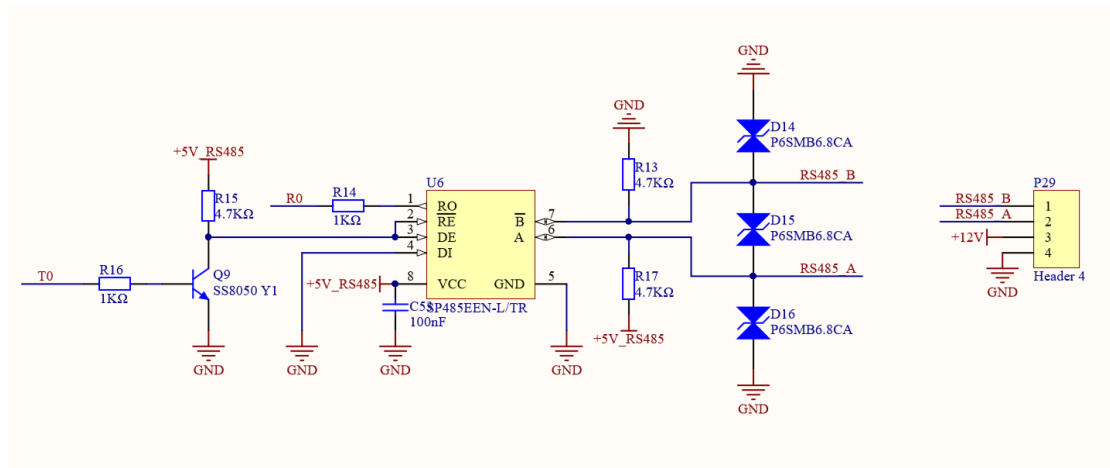 GND
D14
P6SMB6.8CA
GND
R13
4.7KΩ
+5V_RS485
R15
4.7KΩ
R0
R14
1KΩ
U6
1
RO
2
RE
3
DE
4
DI
8
VCC
GND
5
B
7
A
6
SP485EEN-L/TR
RS485_B
D15
P6SMB6.8CA
RS485_A
D16
P6SMB6.8CA
GND
R17
4.7KΩ
+5V_RS485
T0
R16
1KΩ
Q9
SS8050 Y1
GND
GND
+5V_RS485
100nF
GND
GND
P29
RS485_B
1
RS485_A
2
+12V
3
4
Header 4
GND